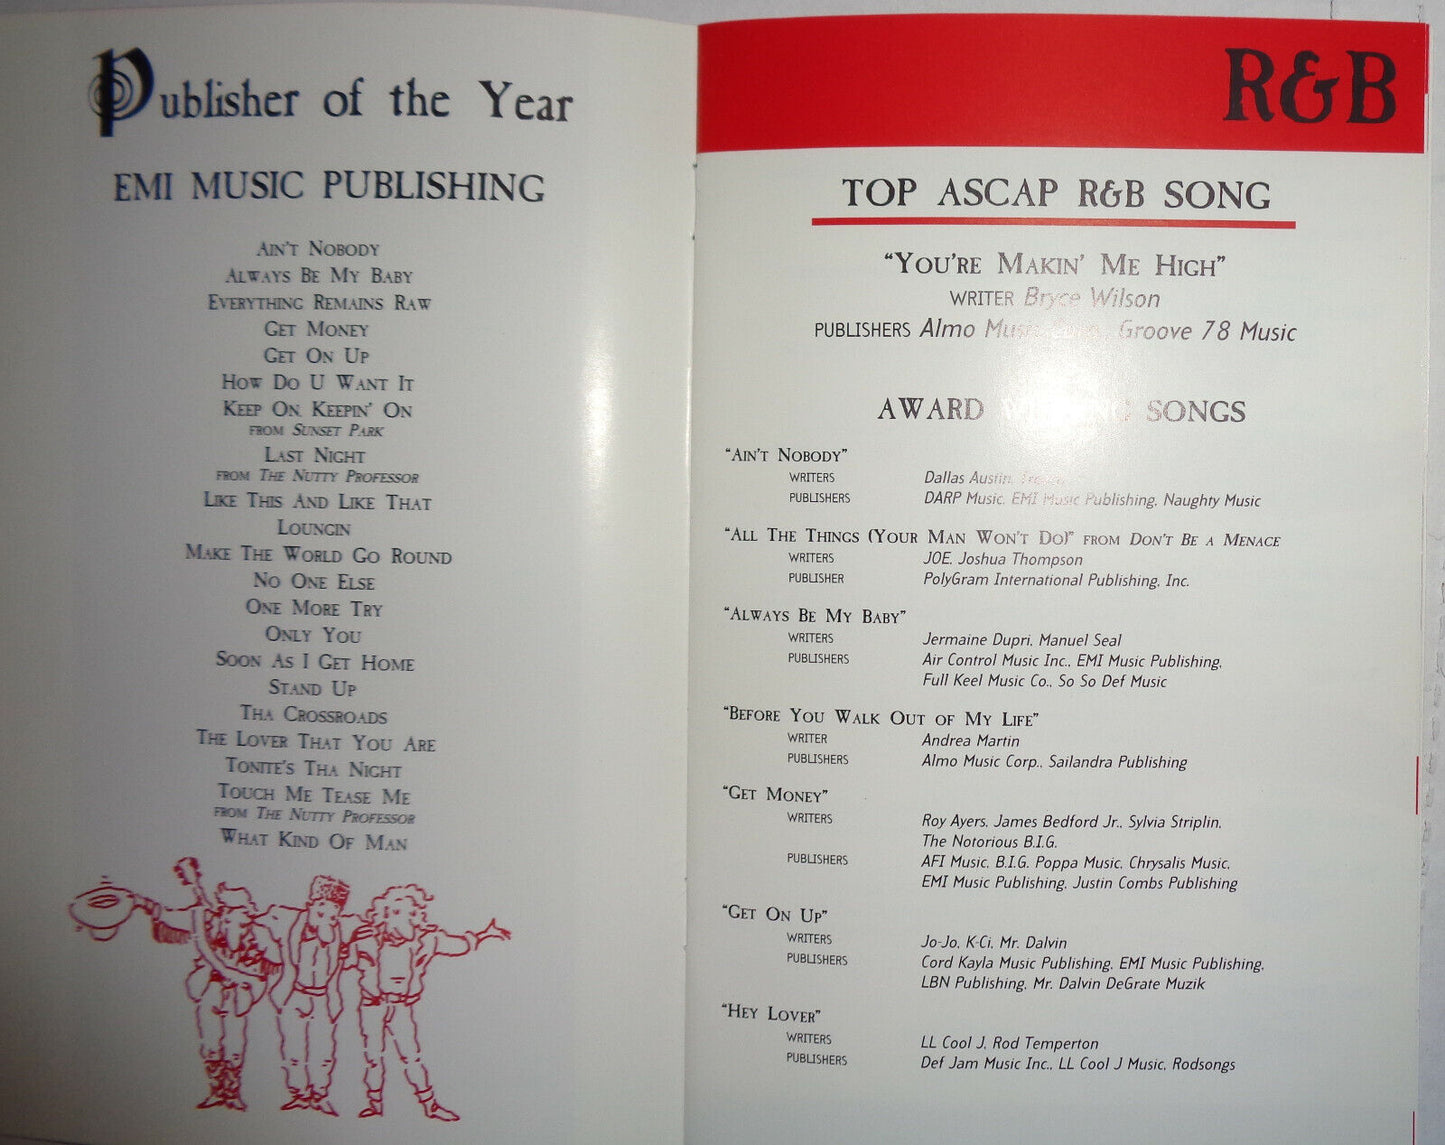 Publisher of the Year
EMI MUSIC PUBLISHING
AIN'T NOBODY
ALWAYS BE MY BABY
EVERYTHING REMAINS RAW
GET MONEY
GET ON UP
HOW DO U WANT IT
KEEP ON, KEEPIN' ON
FROM SUNSET PARK
LAST NIGHT
FROM THE NUTTY PROFESSOR
LIKE THIS AND LIKE THAT
LOUNGIN
MAKE THE WORLD GO ROUND
NO ONE ELSE
ONE MORE TRY
ONLY YOU
SOON AS I GET HOME
STAND UP
THA CROSSROADS
THE LOVER THAT YOU ARE
TONITE'S THA NIGHT
TOUCH ME TEASE ME
FROM THE NUTTY PROFESSOR
WHAT KIND OF MAN
R&B
TOP ASCAP R&B SONG
"YOU'RE MAKIN' ME HIGH"
WRITER Bryce Wilson
PUBLISHERS Almo Music Groove 78 Music
AWARD SONGS
"AIN'T NOBODY"
WRITERS Dallas Austin,
PUBLISHERS DARP Music, EMI Music Publishing, Naughty Music
"ALL THE THINGS (YOUR MAN WON'T DO)" FROM DON'T BE A MENACE
WRITERS JOE, Joshua Thompson
PUBLISHER PolyGram International Publishing, Inc.
"ALWAYS BE MY BABY"
WRITERS Jermaine Dupri, Manuel Seal
PUBLISHERS Air Control Music Inc., EMI Music Publishing,
Full Keel Music Co., So So Def Music
"BEFORE YOU WALK OUT OF MY LIFE"
WRITER Andrea Martin
PUBLISHERS Almo Music Corp., Sailandra Publishing
"GET MONEY"
WRITERS Roy Ayers, James Bedford Jr., Sylvia Striplin,
The Notorious B.I.G.
PUBLISHERS AFI Music, B.I.G. Poppa Music, Chrysalis Music,
EMI Music Publishing, Justin Combs Publishing
"GET ON UP"
WRITERS Jo-Jo, K-Ci, Mr. Dalvin
PUBLISHERS Cord Kayla Music Publishing, EMI Music Publishing,
LBN Publishing, Mr. Dalvin DeGrate Muzik
"HEY LOVER"
WRITERS LL Cool J, Rod Temperton
PUBLISHERS Def Jam Music Inc., LL Cool J Music, Rodsongs